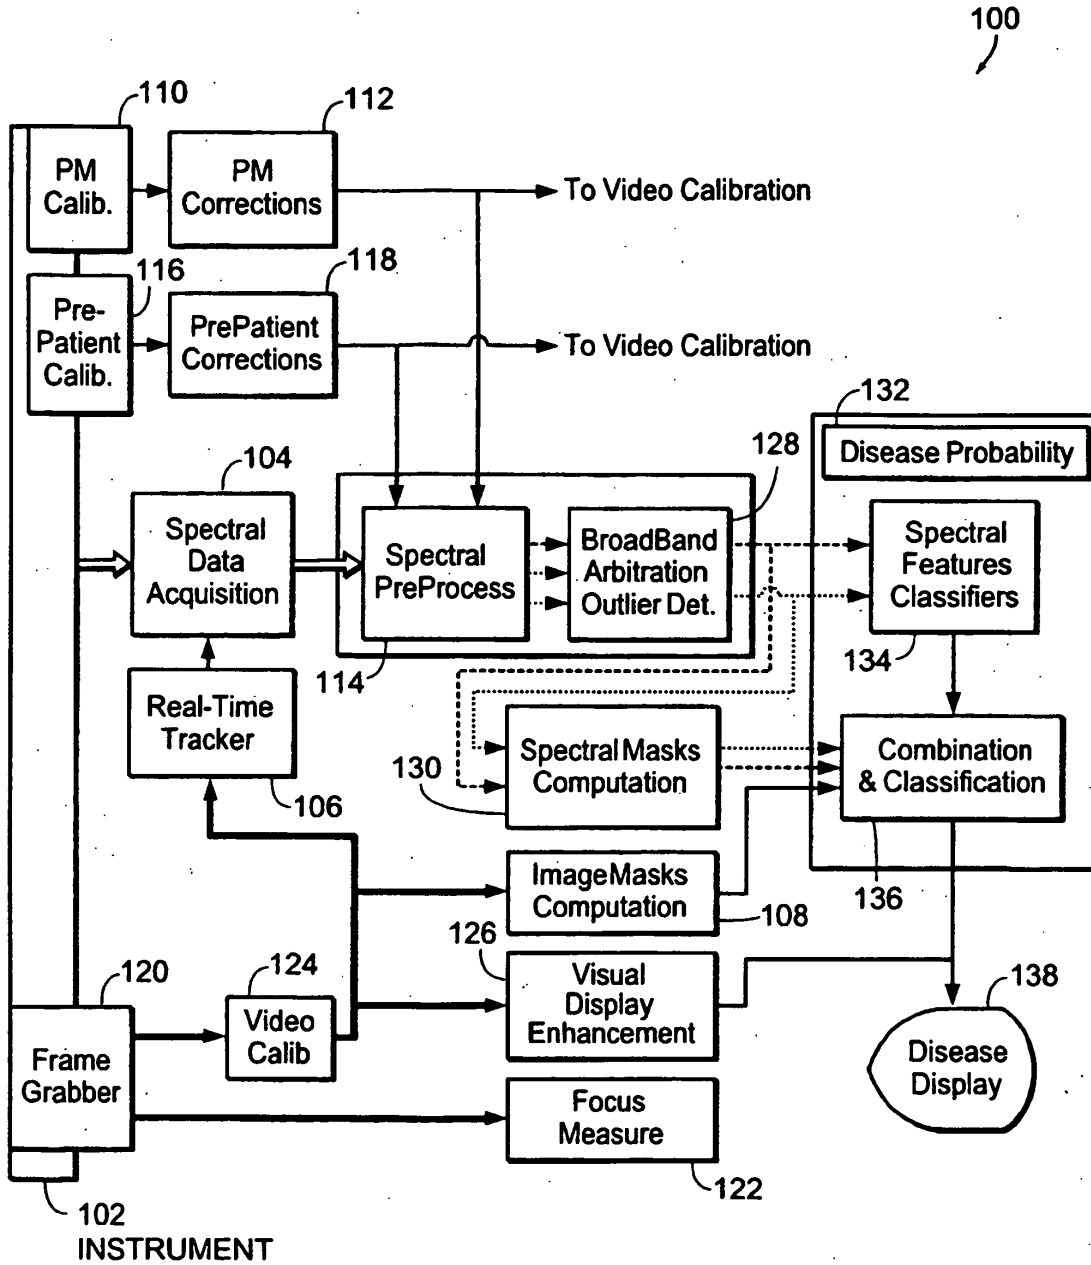 100
110
112
PM
Calib.
PM
Corrections
To Video Calibration
116
118
Pre-
Patient
Calib.
PrePatient
Corrections
To Video Calibration
132
Disease Probability
104
128
Spectral
Data
Acquisition
Spectral
PreProcess
BroadBand
Arbitration
Outlier Det.
Spectral
Features
Classifiers
114
134
Real-Time
Tracker
106
130
Spectral Masks
Computation
Combination
& Classification
136
Image Masks
Computation
108
120
124
126
Visual
Display
Enhancement
138
Frame
Grabber
Video
Calib
Disease
Display
Focus
Measure
122
102
INSTRUMENT